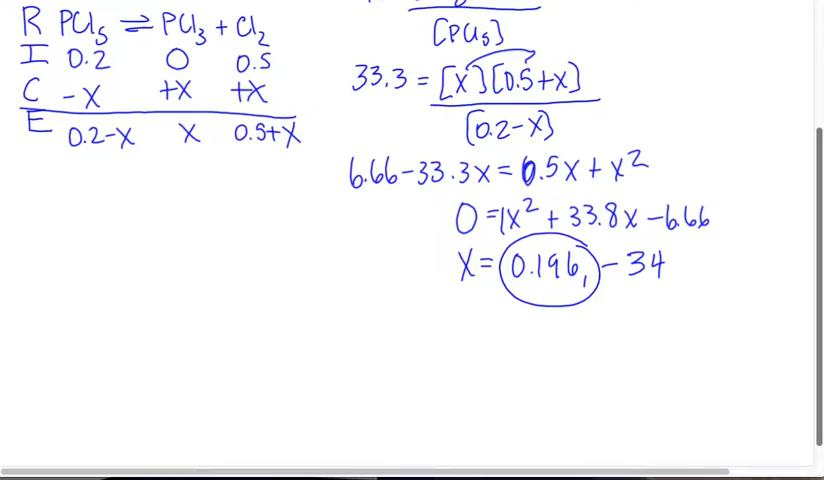 R PCl₅ ⇌ PCl₃ + Cl₂
I 0.2 0 0.5
C -x +x +x
E 0.2-x x 0.5+x
[PCl₅]
33.3 = [x][0.5+x]
[0.2-x]
6.66-33.3x = 0.5x + x²
0 = 1x² + 33.8x - 6.66
x = 0.196, -34